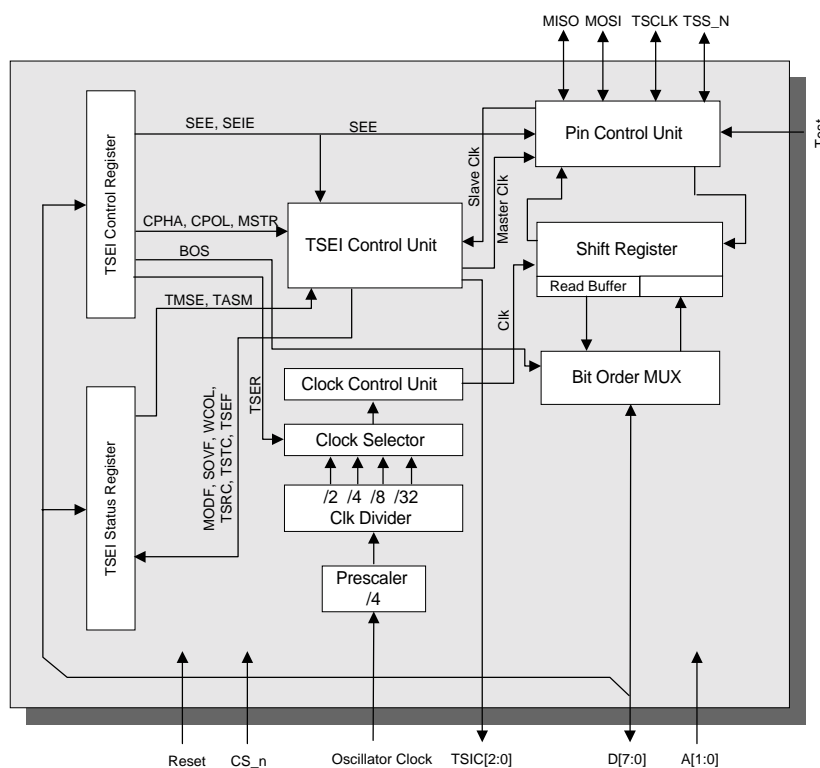 MISO MOSI TSCLK TSS_N
SEE, SEIE
SEE
Pin Control Unit
Test
TSEI Control Register
Slave Clk
Master Clk
CPHA, CPOL, MSTR
TSEI Control Unit
Shift Register
BOS
Read Buffer
TMSE, TASM
Clk
TSER
Clock Control Unit
Bit Order MUX
Clock Selector
MODF, SOVF, WCOL,
TSRC, TSTC, TSEF
TSEI Status Register
/2 /4 /8 /32
Clk Divider
Prescaler
/4
Reset CS_n Oscillator Clock TSIC[2:0] D[7:0] A[1:0]